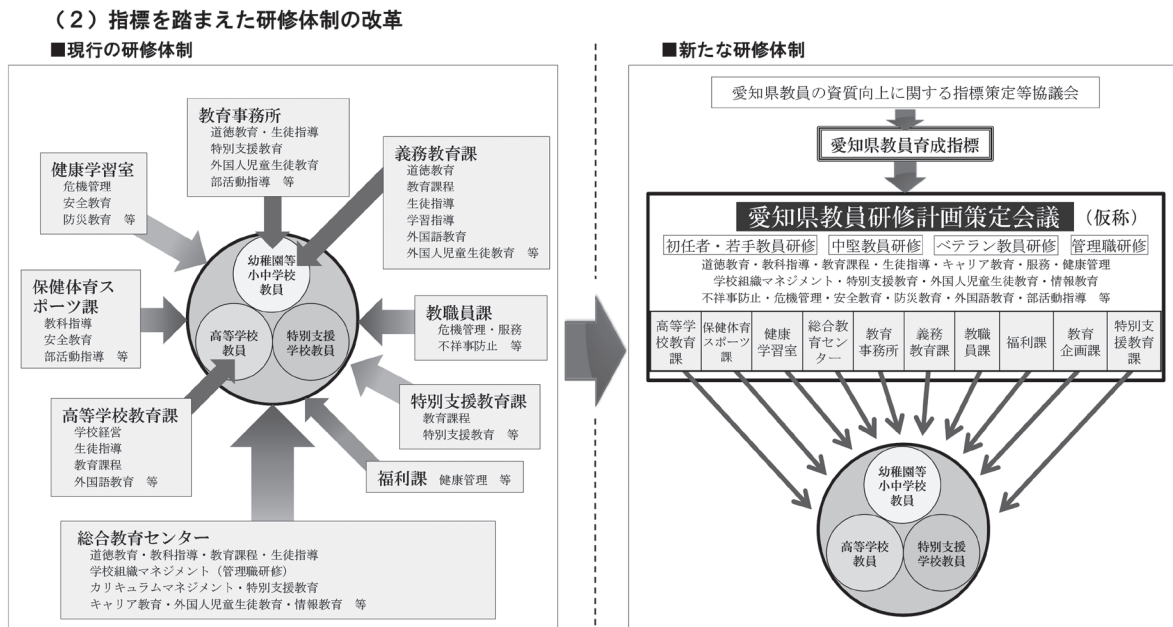 （2）指標を踏まえた研修体制の改革
■現行の研修体制
教育事務所
道徳教育・生徒指導
特別支援教育
外国人児童生徒教育
部活動指導　等
義務教育課
道徳教育
教育課程
生徒指導
学習指導
外国語教育
外国人児童生徒教育　等
健康学習室
危機管理
安全教育
防災教育　等
幼稚園等
小中学校
教員
高等学校
教員
特別支援
学校教員
保健体育ス
ポーツ課
教科指導
安全教育
部活動指導　等
教職員課
危機管理・服務
不祥事防止　等
高等学校教育課
学校経営
生徒指導
教育課程
外国語教育　等
特別支援教育課
教育課程
特別支援教育　等
福利課　健康管理　等
総合教育センター
道徳教育・教科指導・教育課程・生徒指導
学校組織マネジメント（管理職研修）
カリキュラムマネジメント・特別支援教育
キャリア教育・外国人児童生徒教育・情報教育　等
■新たな研修体制
愛知県教員の資質向上に関する指標策定等協議会
愛知県教員育成指標
愛知県教員研修計画策定会議（仮称）
初任者・若手教員研修　中堅教員研修　ベテラン教員研修　管理職研修
道徳教育・教科指導・教育課程・生徒指導・キャリア教育・服務・健康管理
学校組織マネジメント・特別支援教育・外国人児童生徒教育・情報教育
不祥事防止・危機管理・安全教育・防災教育・外国語教育・部活動指導　等
高等学
校教育
課
保健体育
スポーツ
課
健康
学習室
総合教
育セン
ター
教育
事務所
義務
教育課
教職
員課
福利課
教育
企画課
特別支
援教育
課
幼稚園等
小中学校
教員
高等学校
教員
特別支援
学校教員